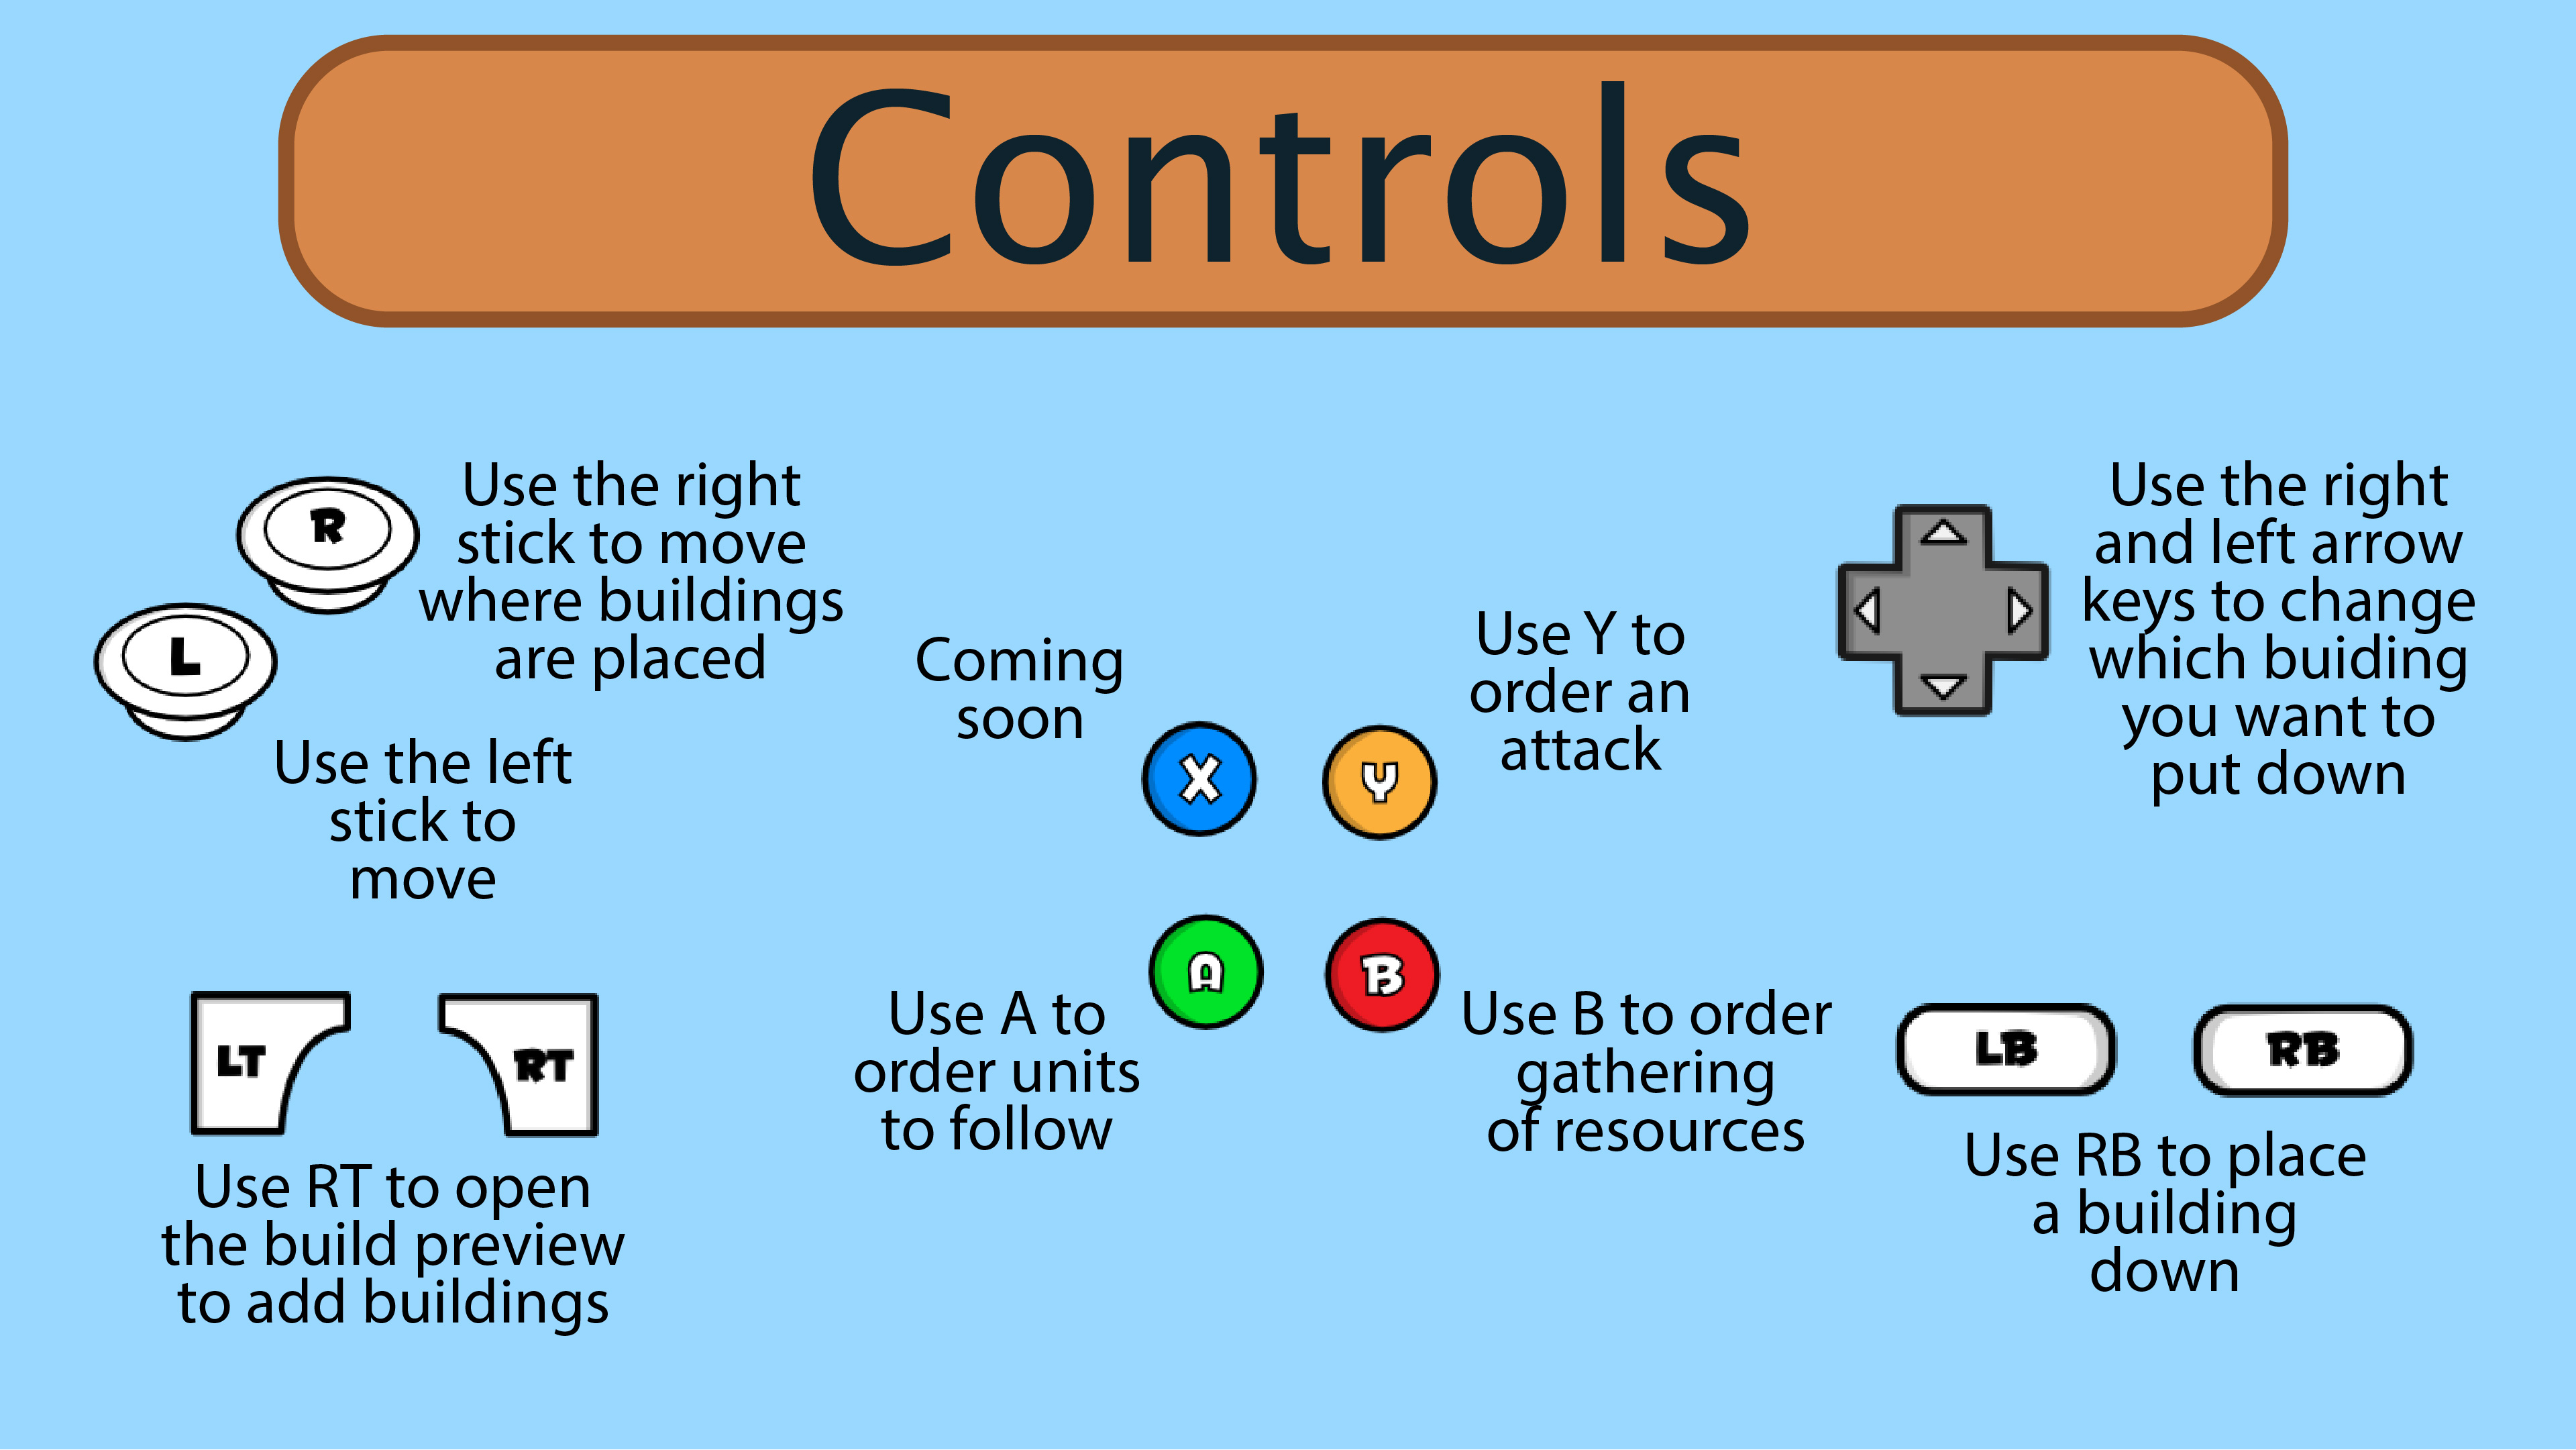 Controls
R
Use the right
stick to move
where buildings
are placed
L
Use the left
stick to
move
Coming
soon
X
Y
Use Y to
order an
attack
Use the right
and left arrow
keys to change
which buiding
you want to
put down
LT
RT
Use RT to open
the build preview
to add buildings
A
Use A to
order units
to follow
B
Use B to order
gathering
of resources
LB
RB
Use RB to place
a building
down